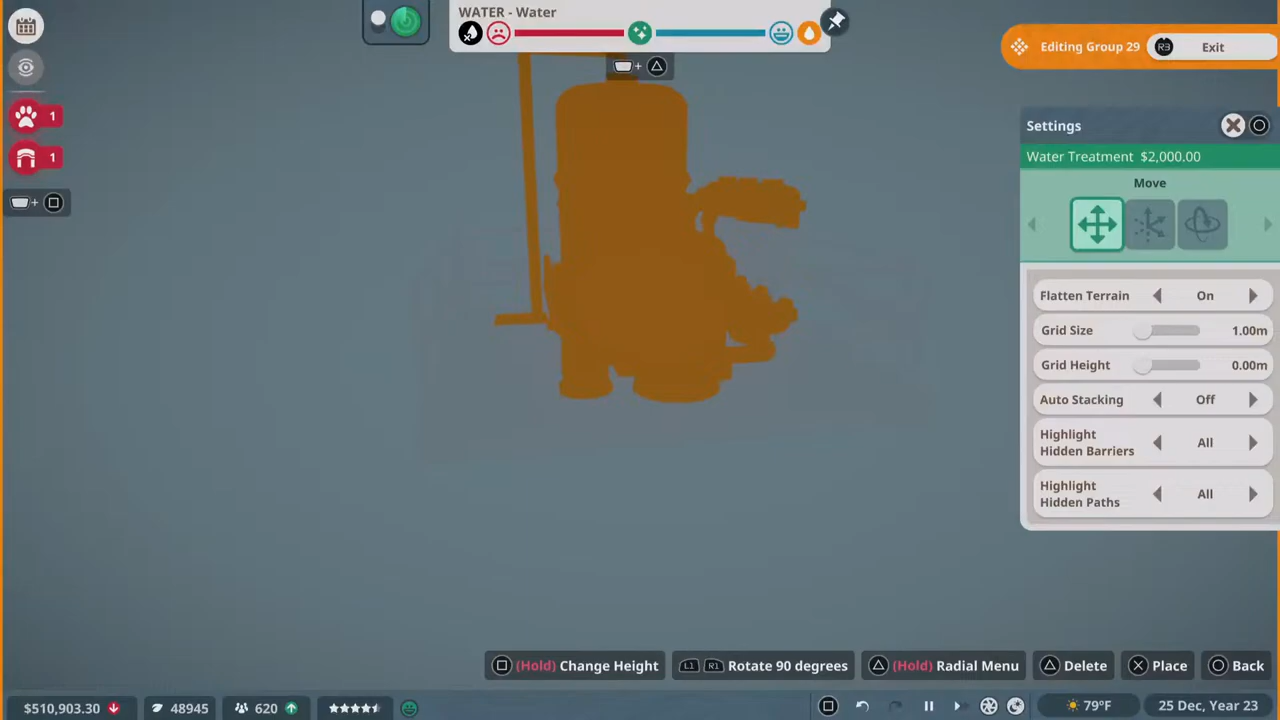 WATER - Water
+
Editing Group 29
R3
Exit
1
1
+
Settings
Water Treatment $2,000.00
Move
Flatten Terrain On
Grid Size 1.00m
Grid Height 0.00m
Auto Stacking Off
Highlight
Hidden Barriers All
Highlight
Hidden Paths All
(Hold) Change Height
L1 R1 Rotate 90 degrees
(Hold) Radial Menu
Delete
Place
Back
$510,903.30
48945
620
79°F
25 Dec, Year 23